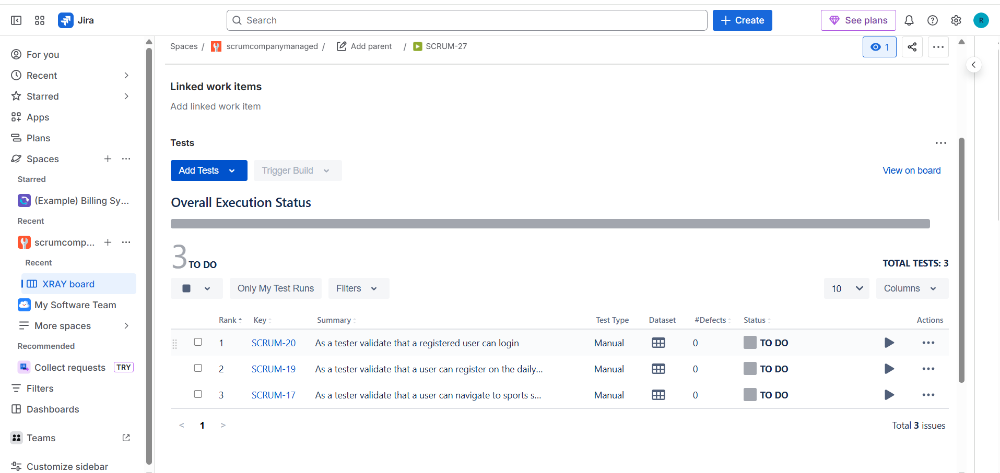 Jira
Search
Create
See plans
R
For you
Recent
Starred
Apps
Plans
Spaces
Starred
(Example) Billing Sy...
Recent
scrumcomp...
Recent
XRAY board
My Software Team
More spaces
Recommended
Collect requests TRY
Filters
Dashboards
Teams
Customize sidebar
Spaces / scrumcompanymanaged / Add parent / SCRUM-27
1
Linked work items
Add linked work item
Tests
Add Tests Trigger Build View on board
Overall Execution Status
3 TO DO TOTAL TESTS: 3
Only My Test Runs Filters 10 Columns
Rank Key Summary Test Type Dataset #Defects Status Actions
1 SCRUM-20 As a tester validate that a registered user can login Manual 0 TO DO
2 SCRUM-19 As a tester validate that a user can register on the daily... Manual 0 TO DO
3 SCRUM-17 As a tester validate that a user can navigate to sports s... Manual 0 TO DO
< 1 > Total 3 issues